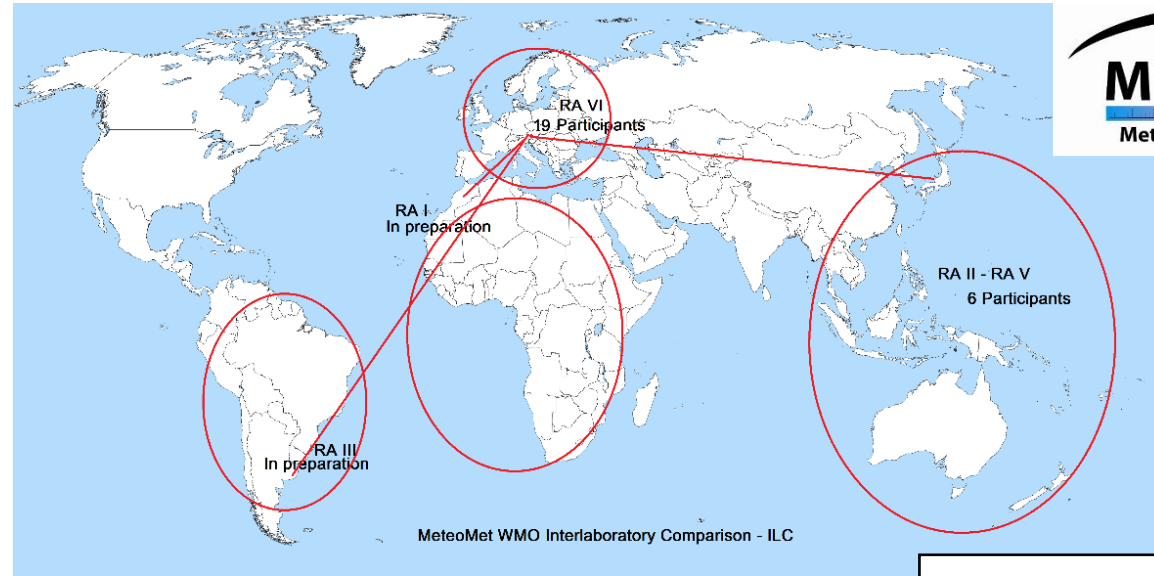 M
Met
RA VI
19 Participants
RA I
In preparation
RA II - RA V
6 Participants
RA III
In preparation
MeteoMet WMO Interlaboratory Comparison - ILC